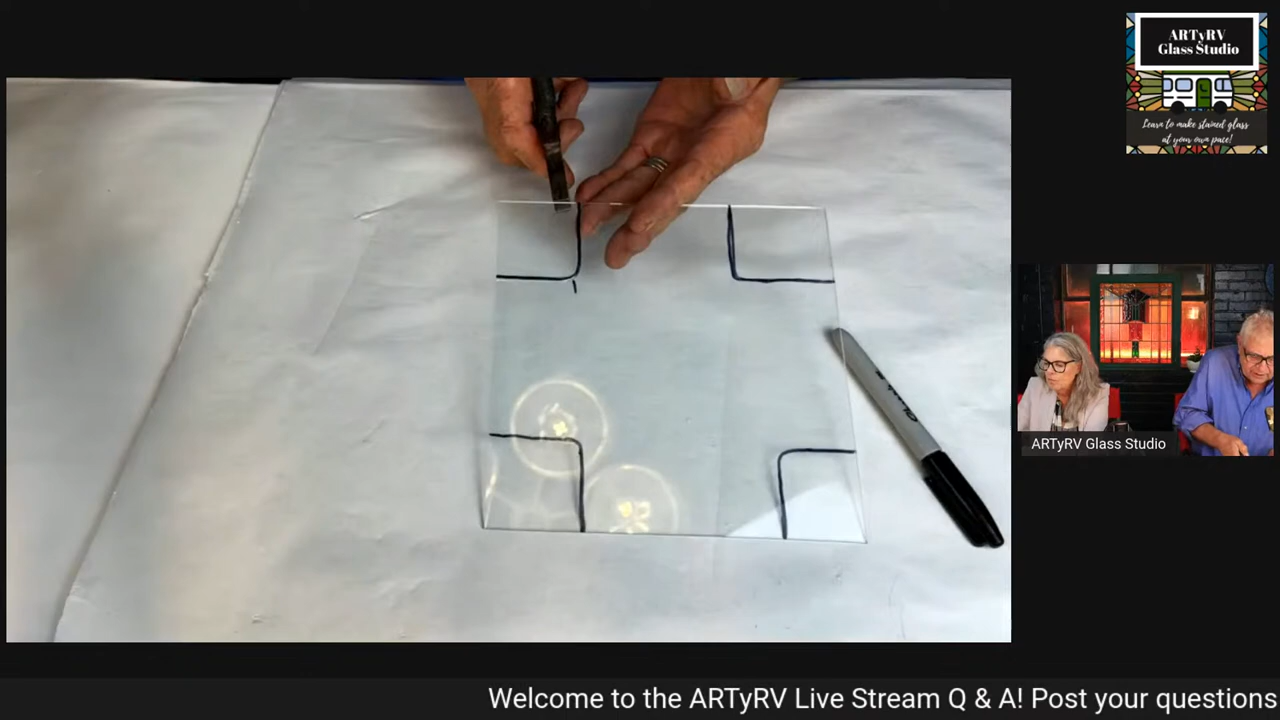 ARTyRV
Glass Studio
Learn to make stained glass
at your own pace!
ARTyRV Glass Studio
Welcome to the ARTyRV Live Stream Q & A! Post your questions